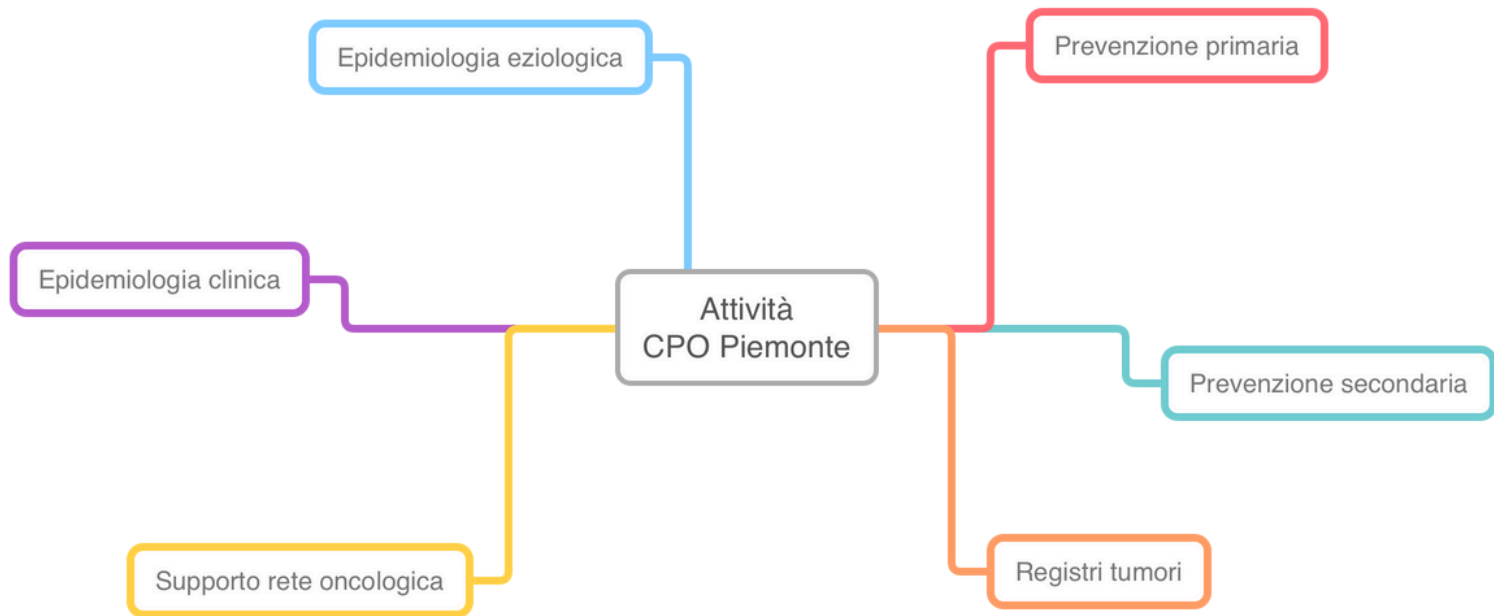 Epidemiologia eziologica
Prevenzione primaria
Epidemiologia clinica
Attività
CPO Piemonte
Prevenzione secondaria
Supporto rete oncologica
Registri tumori